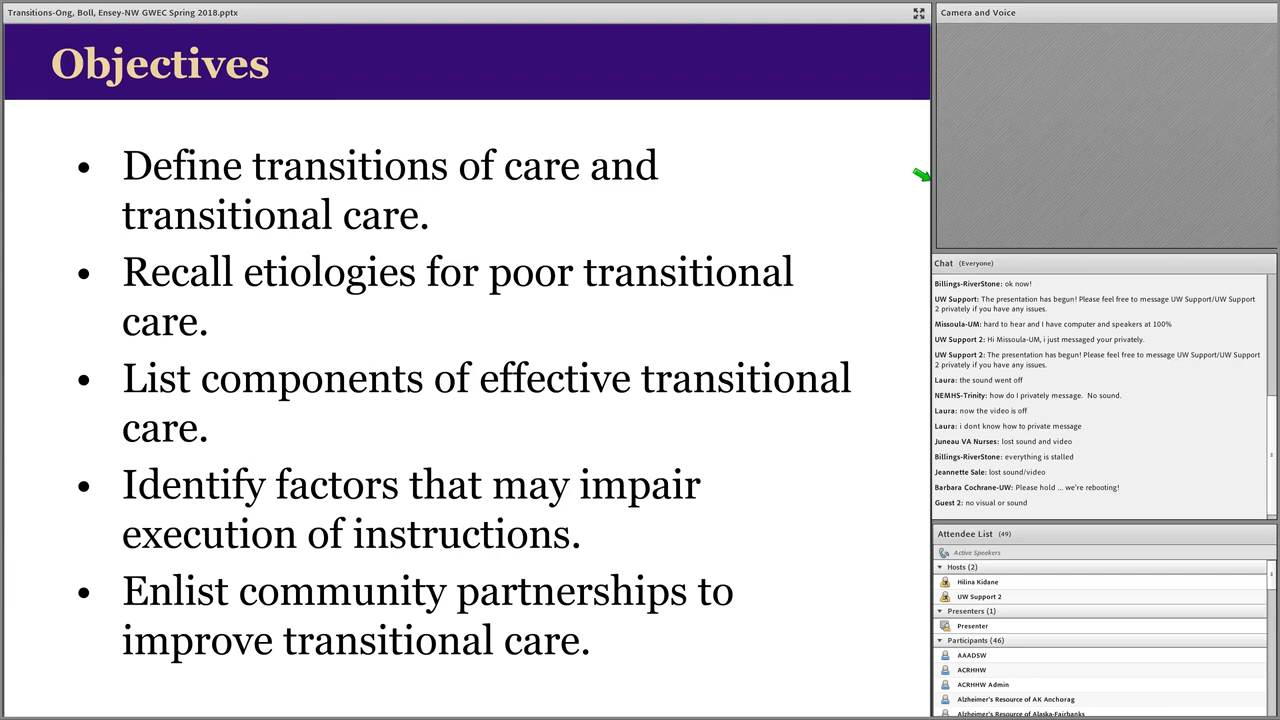 Transitions-Ong, Boll, Ensey-NW GWEC Spring 2018.pptx
Objectives
• Define transitions of care and
transitional care.
• Recall etiologies for poor transitional
care.
• List components of effective transitional
care.
• Identify factors that may impair
execution of instructions.
• Enlist community partnerships to
improve transitional care.
Camera and Voice
Chat (Everyone)
Billings-RiverStone: ok now!
UW Support: The presentation has begun! Please feel free to message UW Support/UW Support
2 privately if you have any issues.
Missoula-UM: hard to hear and I have computer and speakers at 100%
UW Support 2: Hi Missoula-UM, i just messaged your privately.
UW Support 2: The presentation has begun! Please feel free to message UW Support/UW Support
2 privately if you have any issues.
Laura: the sound went off
NEMHS-Trinity: how do I privately message. No sound.
Laura: now the video is off
Laura: i dont know how to private message
Juneau VA Nurses: lost sound and video
Billings-RiverStone: everything is stalled
Jeannette Sale: lost sound/video
Barbara Cochrane-UW: Please hold ... we're rebooting!
Guest 2: no visual or sound
Attendee List (49)
Active Speakers
Hosts (2)
Hilina Kidane
UW Support 2
Presenters (1)
Presenter
Participants (46)
AAADSW
ACRHHW
ACRHHW Admin
Alzheimer's Resource of AK Anchorag
Alzheimer's Resource of Alaska-Fairbanks